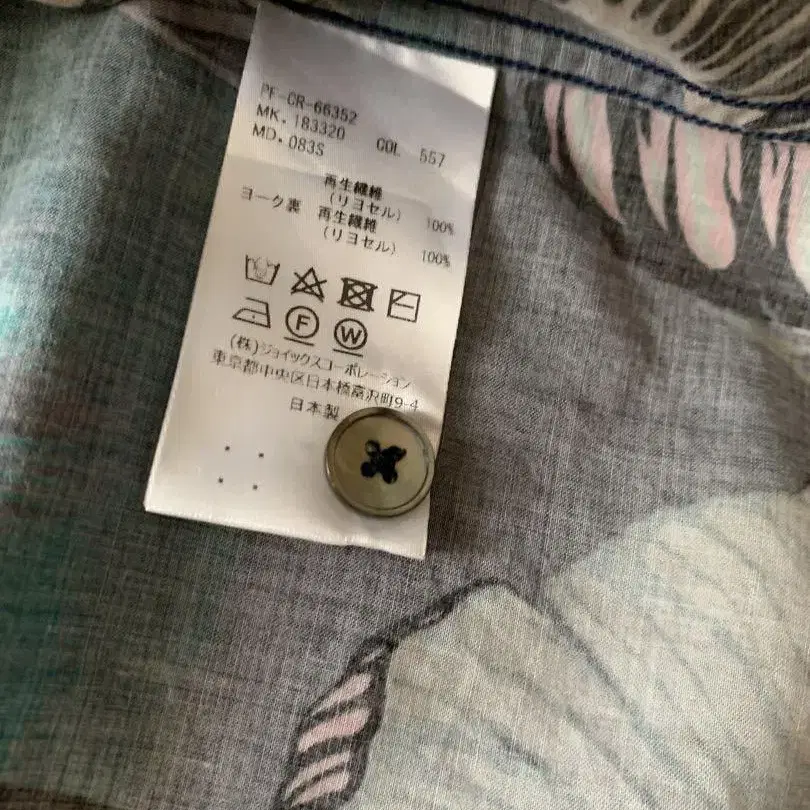 PF-CR-66352
MK. 183320 COL 557
MD. 083S
再生繊維
(リヨセル) 100%
ヨーク裏 再生繊維
(リヨセル) 100%
F W
(株)ジョイックスコーポレーション
東京都中央区日本橋富沢町9-4
日本製